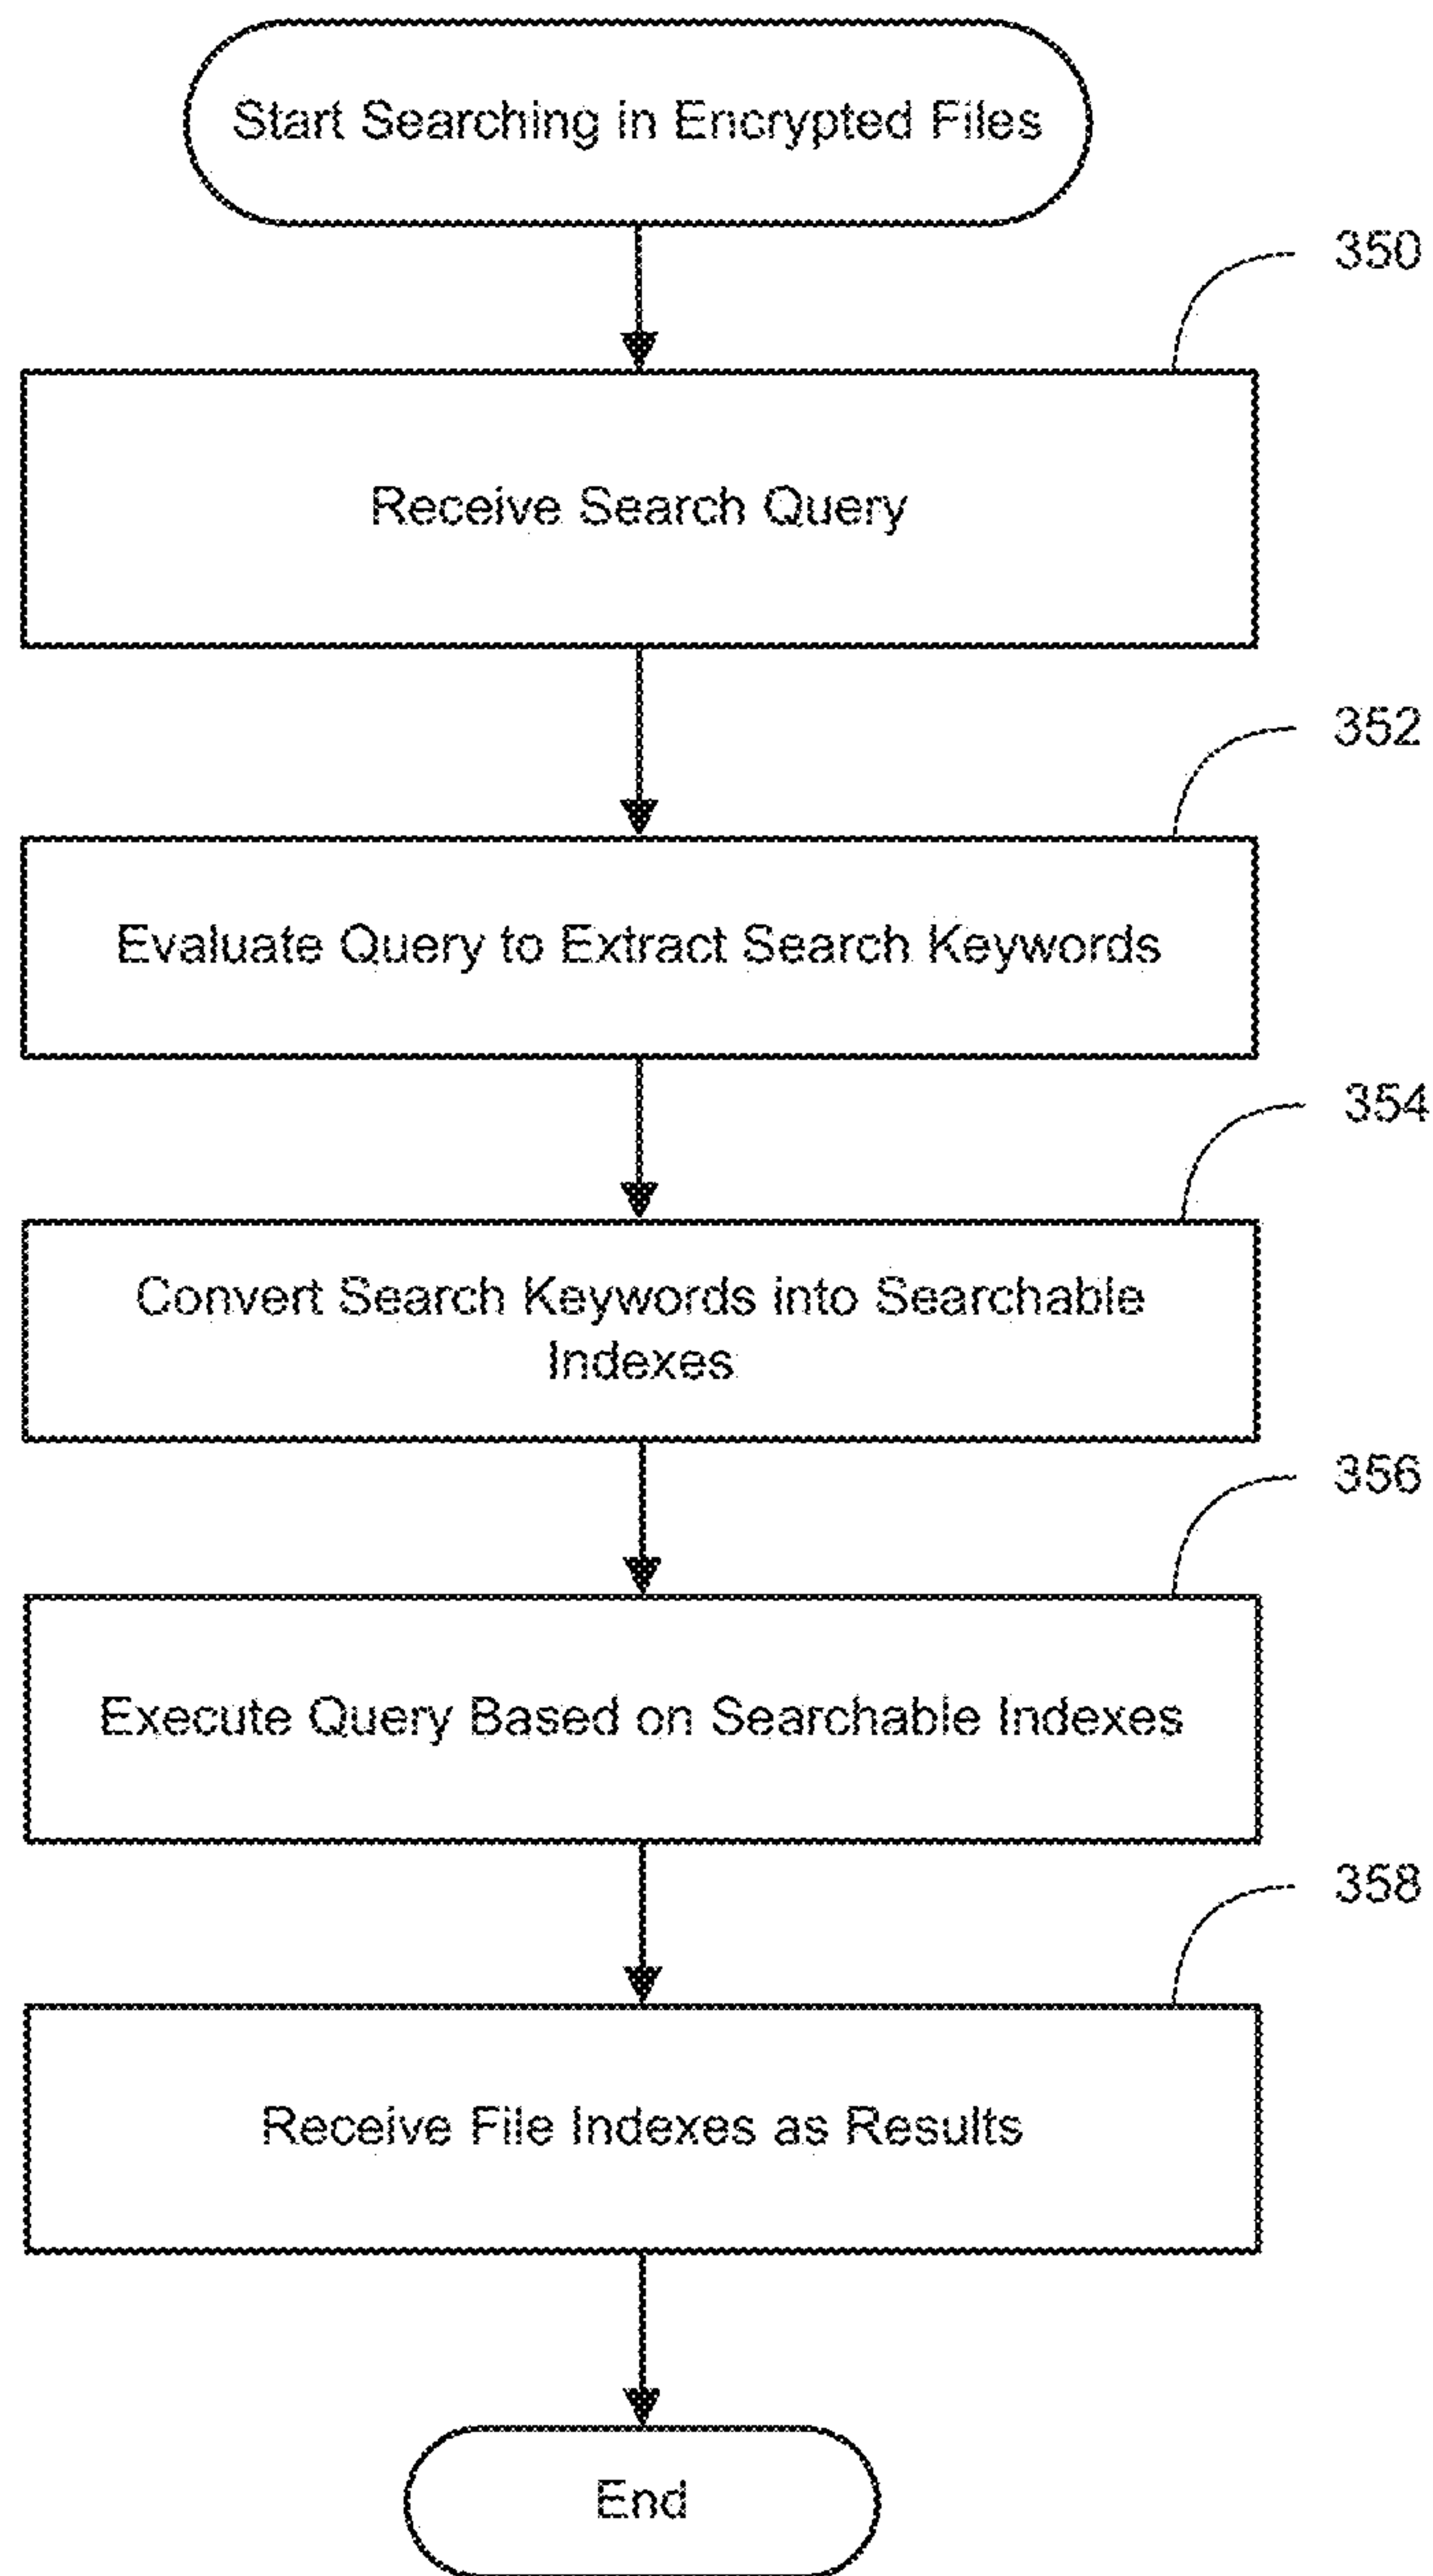 Start Searching in Encrypted Files
350
Receive Search Query
352
Evaluate Query to Extract Search Keywords
354
Convert Search Keywords into Searchable
Indexes
356
Execute Query Based on Searchable Indexes
358
Receive File Indexes as Results
End